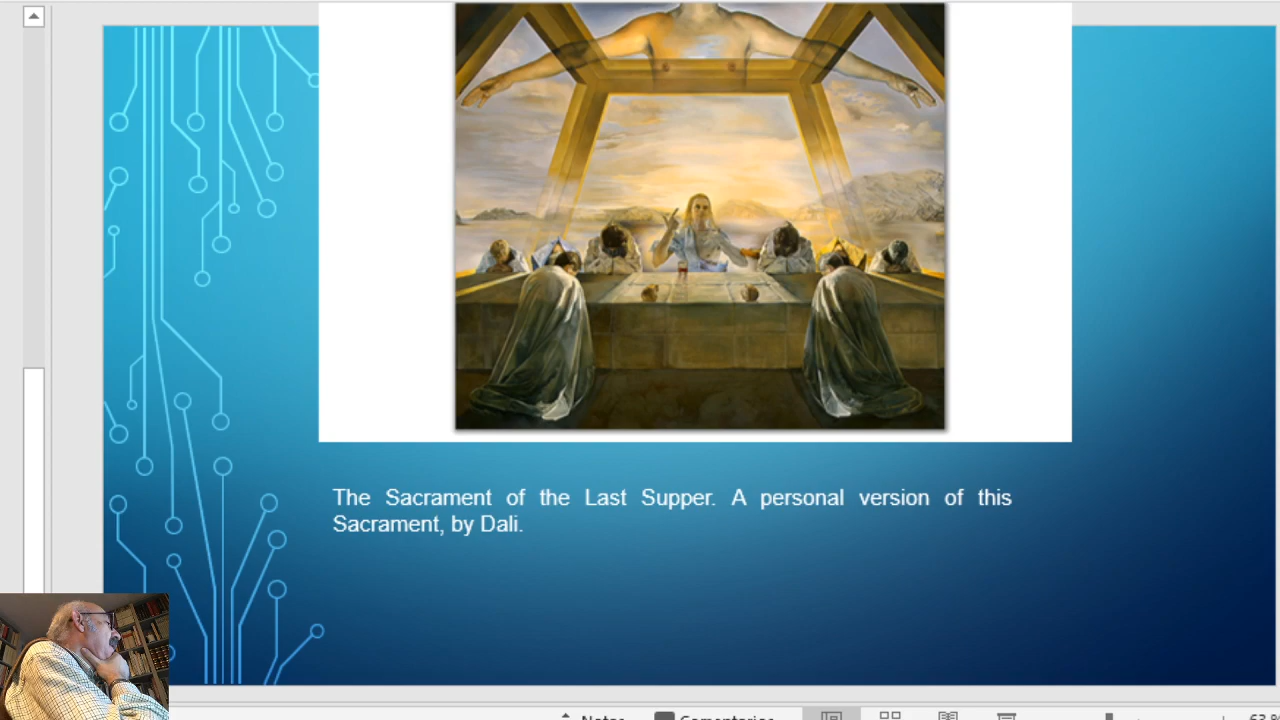 The Sacrament of the Last Supper. A personal version of this
Sacrament, by Dali.